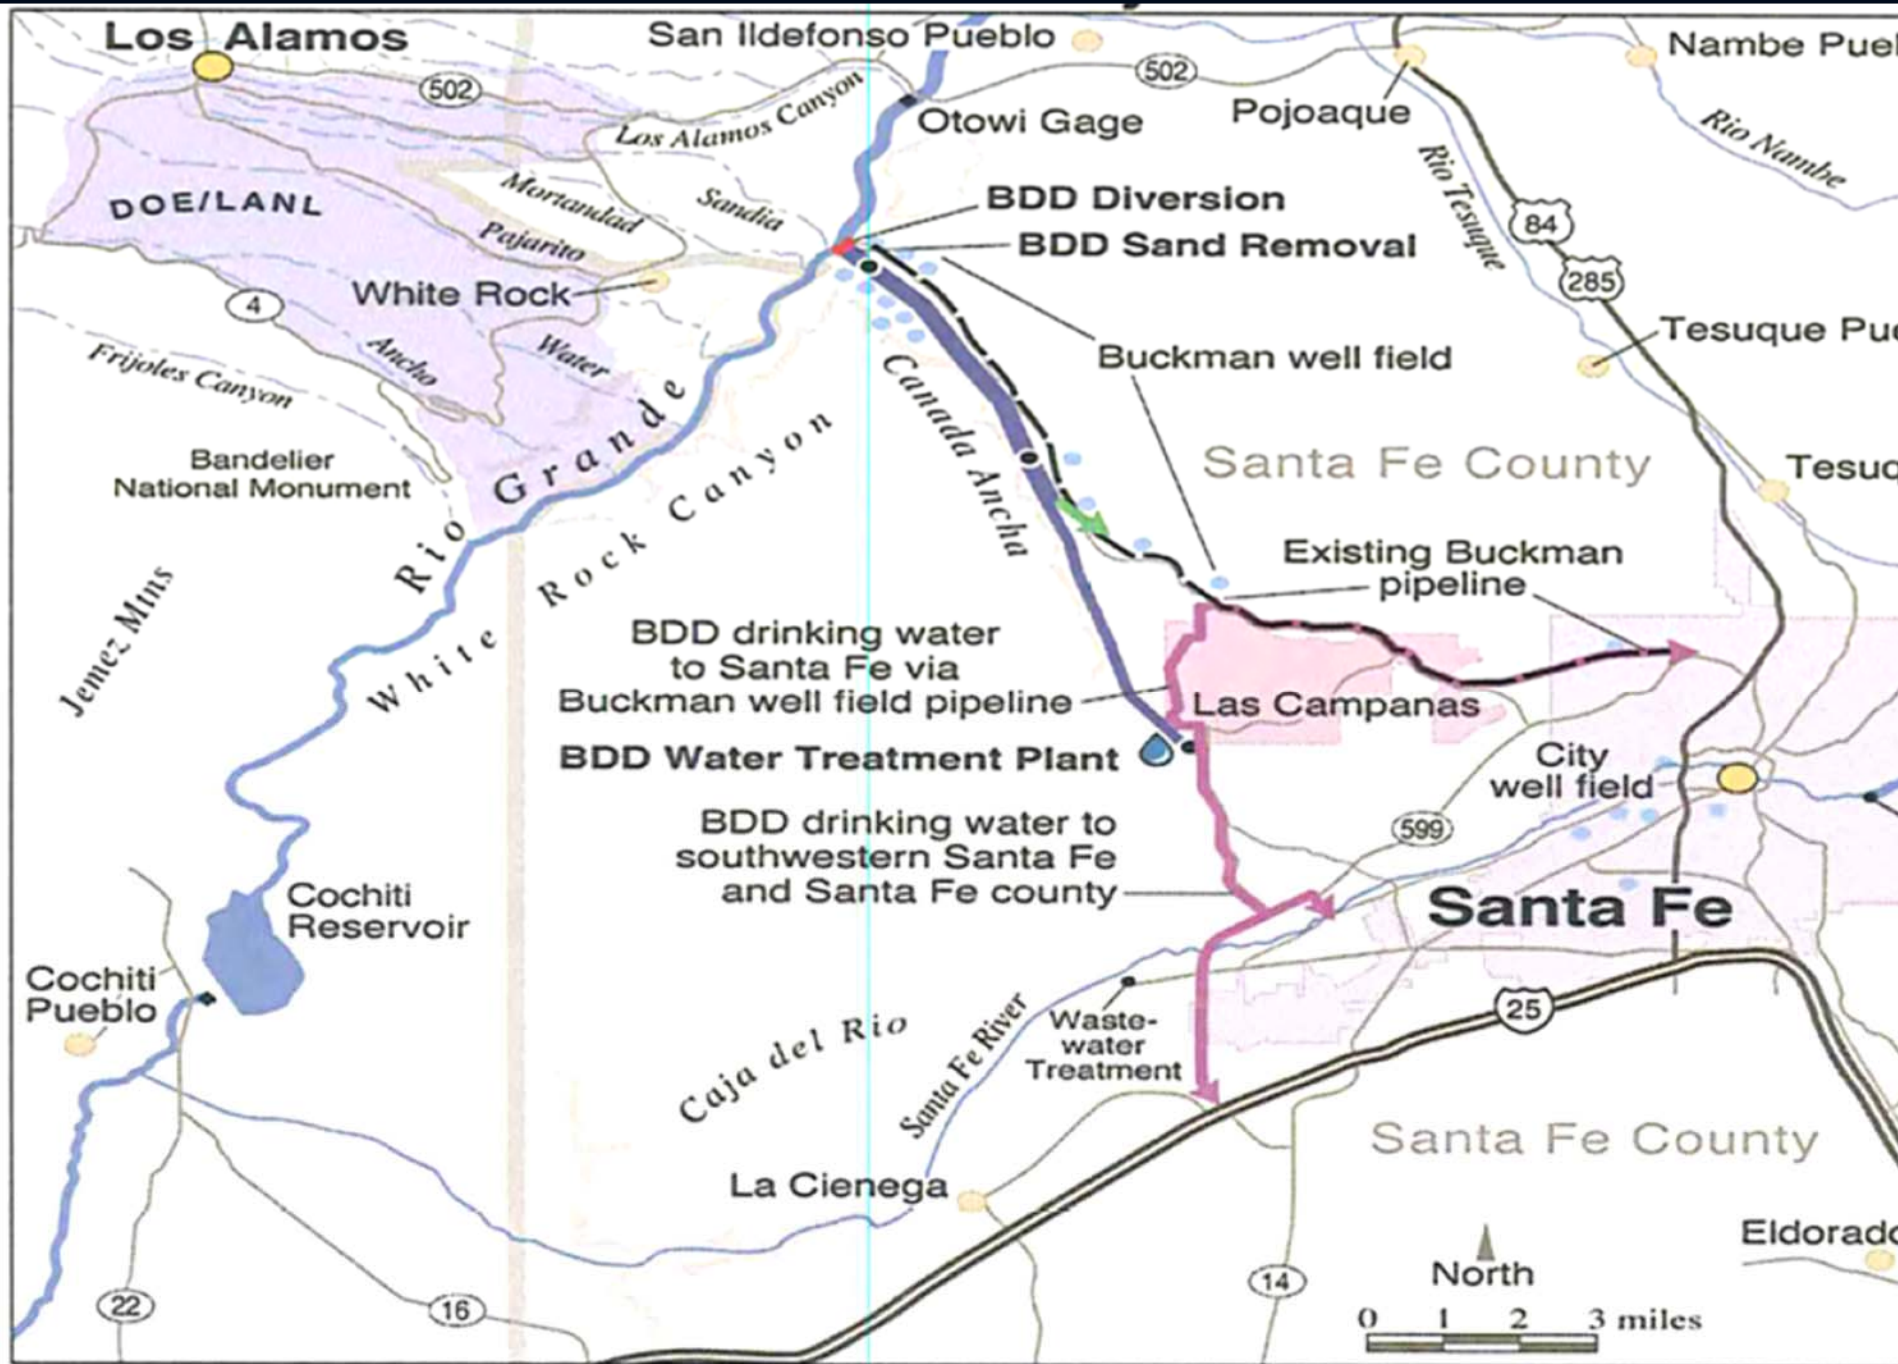 Los Alamos
San Ildefonso Pueblo
Nambe Pue
502
502
Los Alamos Canyon
Otowi Gage
Pojoaque
Rio Nambe
Rio Tesuque
DOE/LANL
Mortandad
Sandia
BDD Diversion
84
Pajarito
BDD Sand Removal
285
White Rock
4
Tesuque Pu
Ancho
Water
Frijoles Canyon
Buckman well field
Canada Ancha
Rio Grande
White Rock Canyon
Santa Fe County
Tesuq
Bandelier
National Monument
Jemez Mtns
Existing Buckman
pipeline
BDD drinking water
to Santa Fe via
Buckman well field pipeline
Las Campanas
BDD Water Treatment Plant
City
well field
BDD drinking water to
southwestern Santa Fe
and Santa Fe county
599
Santa Fe
Cochiti
Reservoir
Cochiti
Pueblo
25
Waste-
water
Treatment
Caja del Rio
Santa Fe River
Santa Fe County
La Cienega
Eldorado
North
22
16
14
0 1 2 3 miles